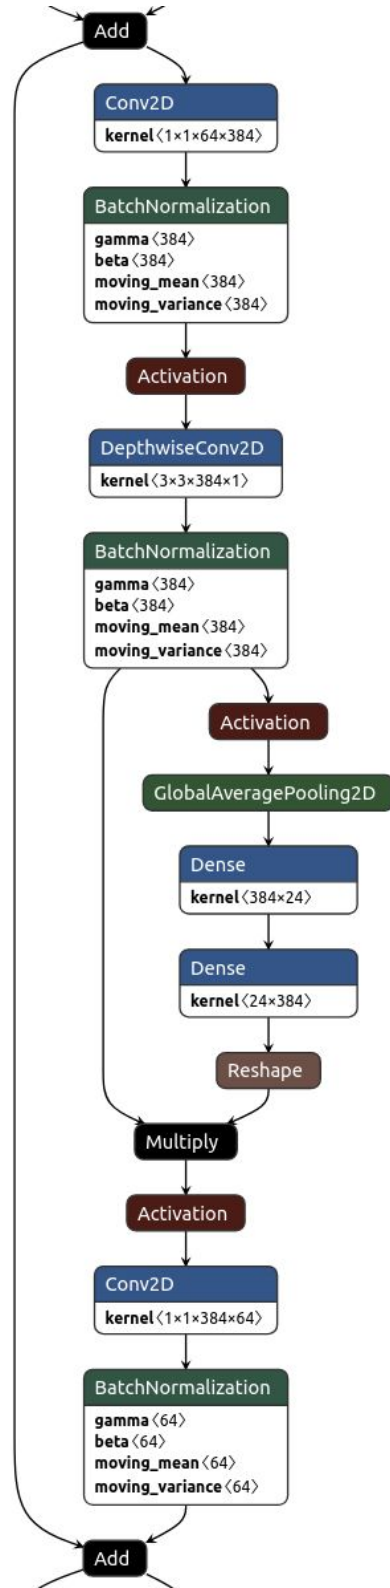 Add
Conv2D
kernel⟨1×1×64×384⟩
BatchNormalization
gamma⟨384⟩
beta⟨384⟩
moving_mean⟨384⟩
moving_variance⟨384⟩
Activation
DepthwiseConv2D
kernel⟨3×3×384×1⟩
BatchNormalization
gamma⟨384⟩
beta⟨384⟩
moving_mean⟨384⟩
moving_variance⟨384⟩
Activation
GlobalAveragePooling2D
Dense
kernel⟨384×24⟩
Dense
kernel⟨24×384⟩
Reshape
Multiply
Activation
Conv2D
kernel⟨1×1×384×64⟩
BatchNormalization
gamma⟨64⟩
beta⟨64⟩
moving_mean⟨64⟩
moving_variance⟨64⟩
Add